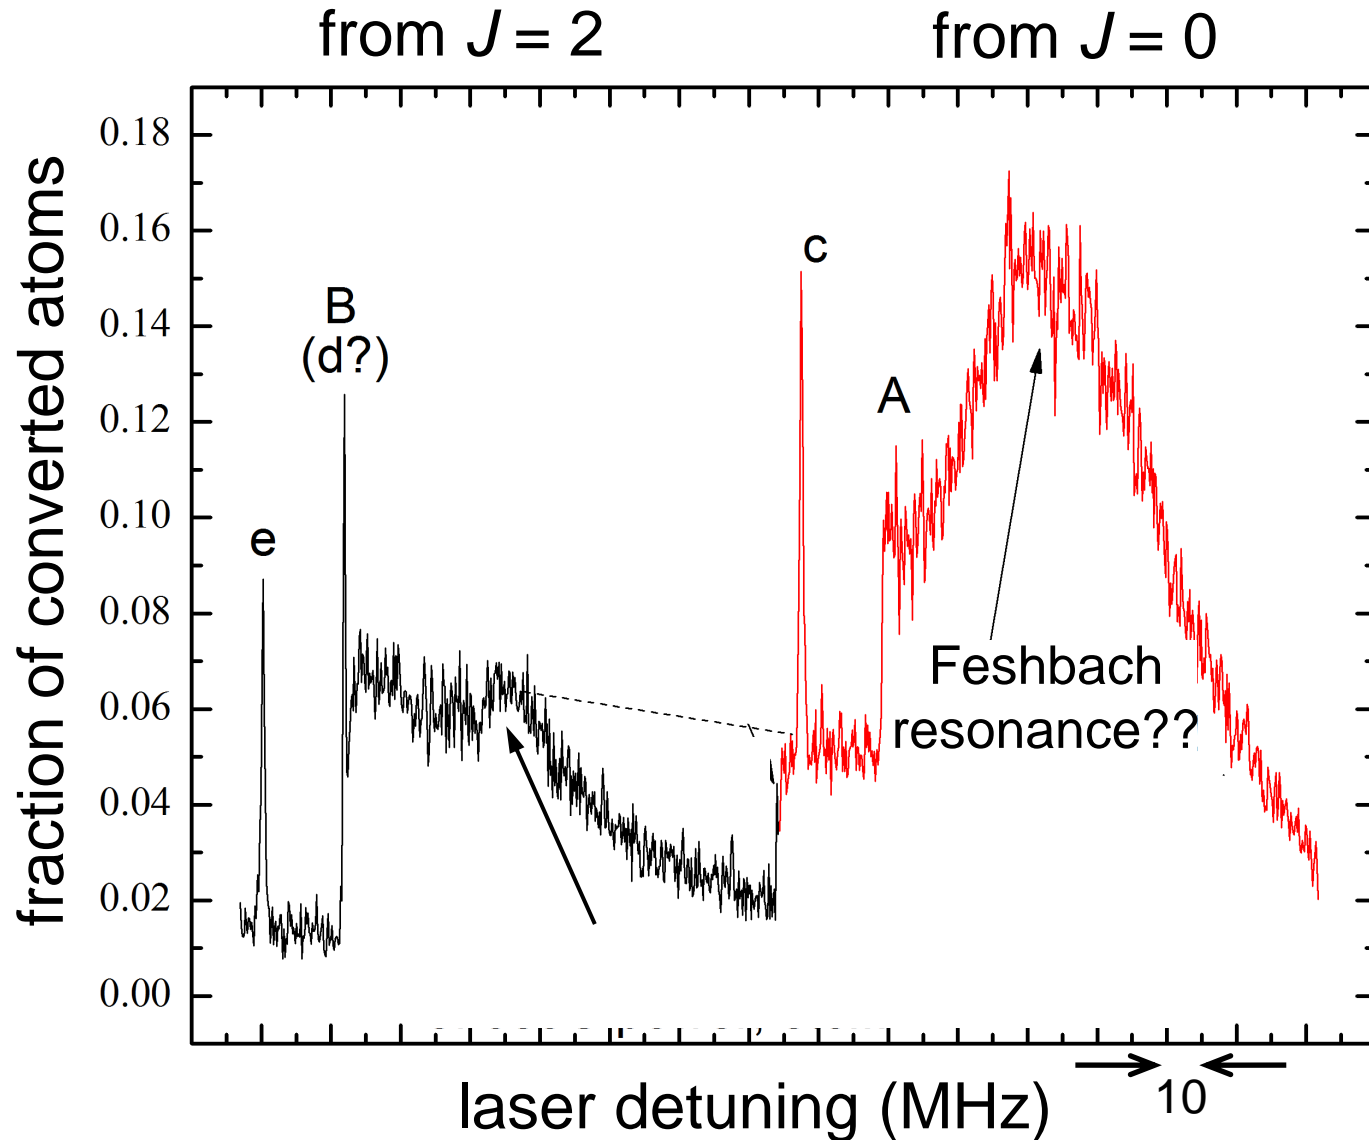 from J = 2
from J = 0
fraction of converted atoms
0.18
0.16
0.14
0.12
0.10
0.08
0.06
0.04
0.02
0.00
e
B
(d?)
c
A
Feshbach
resonance??
laser detuning (MHz)
10